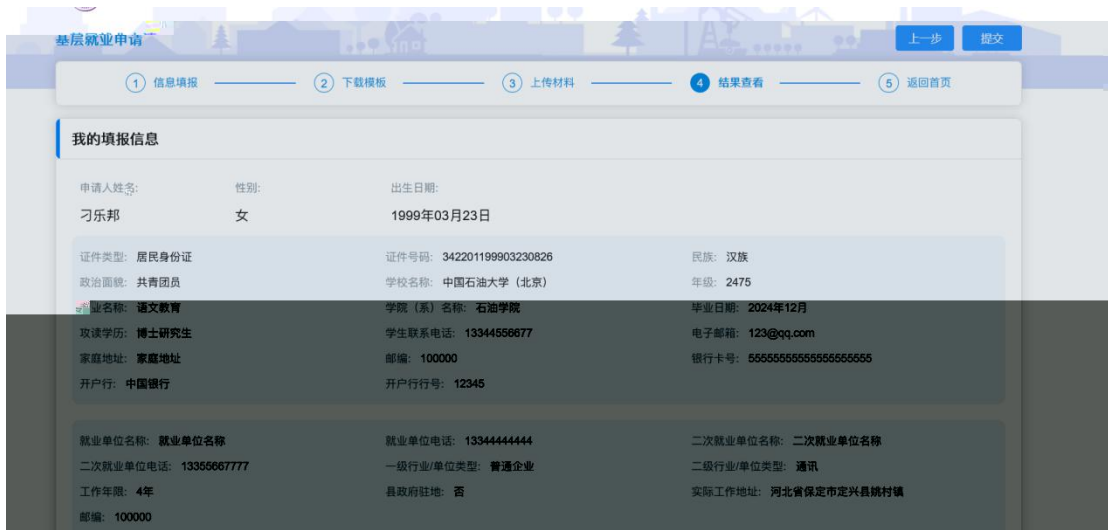 基层就业申请
上一步 提交
1 信息填报 2 下载模板 3 上传材料 4 结果查看 5 返回首页
我的填报信息
申请人姓名: 性别: 出生日期:
刁乐邦 女 1999年03月23日
证件类型: 居民身份证 证件号码: 342201199903230826 民族: 汉族
政治面貌: 共青团员 学校名称: 中国石油大学（北京） 年级: 2475
业名称: 语文教育 学院（系）名称: 石油学院 毕业日期: 2024年12月
攻读学历: 博士研究生 学生联系电话: 13344556677 电子邮箱: 123@qq.com
家庭地址: 家庭地址 邮编: 100000 银行卡号: 55555555555555555555
开户行: 中国银行 开户行行号: 12345
就业单位名称: 就业单位名称 就业单位电话: 13344444444 二次就业单位名称: 二次就业单位名称
二次就业单位电话: 13355667777 一级行业/单位类型: 普通企业 二级行业/单位类型: 通讯
工作年限: 4年 县政府驻地: 否 实际工作地址: 河北省保定市定兴县姚村镇
邮编: 100000